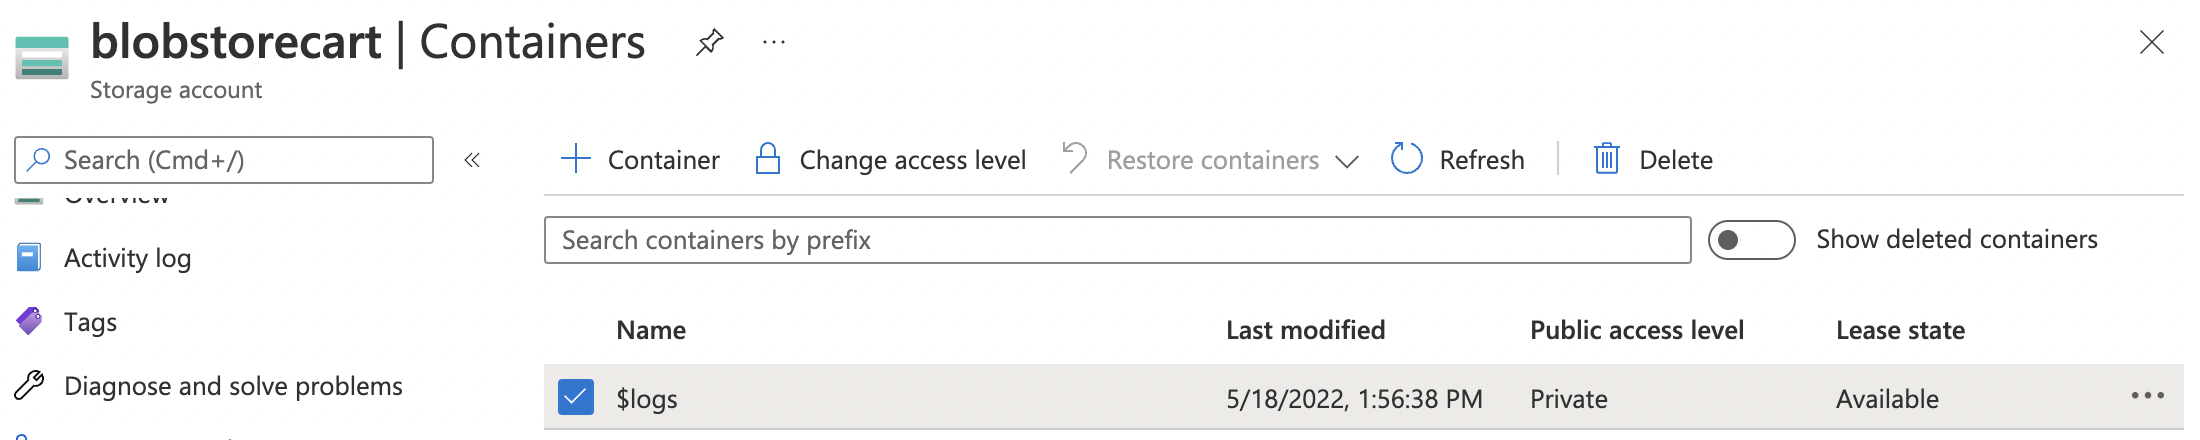 blobstorecart | Containers
Storage account
Search (Cmd+/)
Overview
Activity log
Tags
Diagnose and solve problems
Container
Change access level
Restore containers
Refresh
Delete
Search containers by prefix
Show deleted containers
Name Last modified Public access level Lease state
$logs 5/18/2022, 1:56:38 PM Private Available